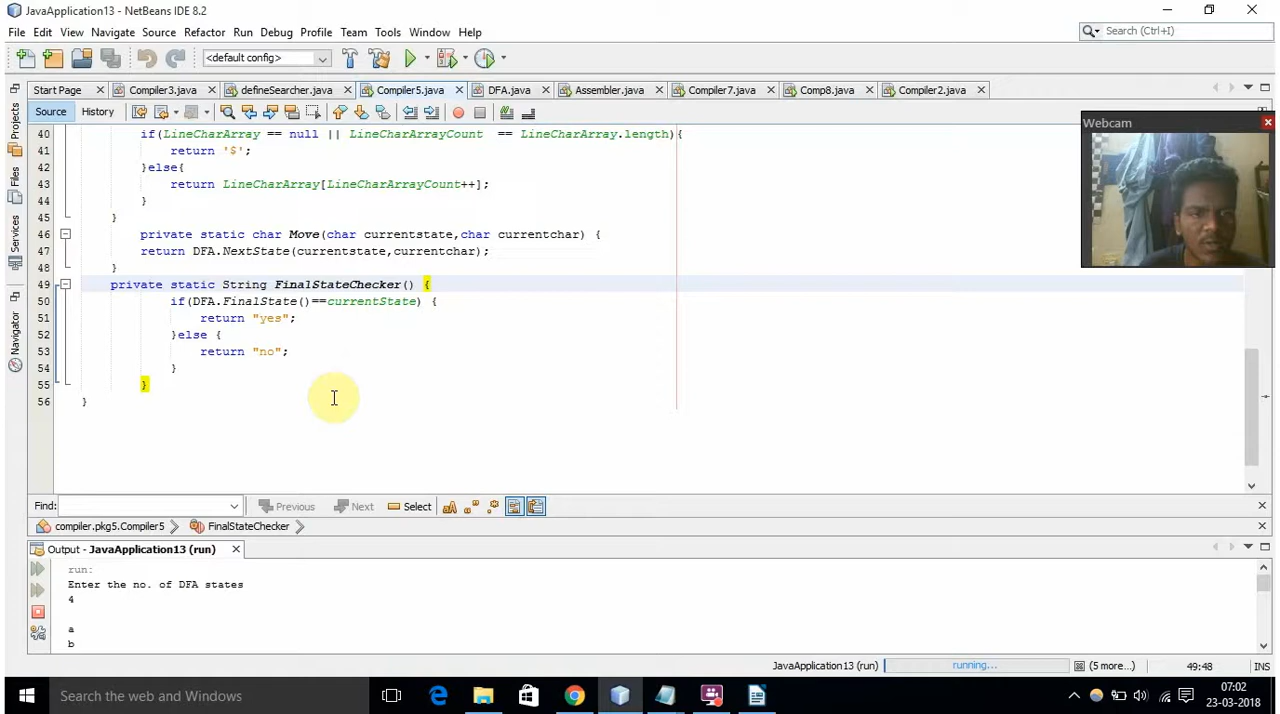 JavaApplication13 - NetBeans IDE 8.2
File Edit View Navigate Source Refactor Run Debug Profile Team Tools Window Help
Search (Ctrl+I)
<default config>
Start Page Compiler3.java defineSearcher.java Compiler5.java DFA.java Assembler.java Compiler7.java Comp8.java Compiler2.java
Source History
Webcam
Projects
Files
Services
Navigator
40 if(LineCharArray == null || LineCharArrayCount == LineCharArray.length){
41 return '$';
42 }else{
43 return LineCharArray[LineCharArrayCount++];
44 }
45 }
46 private static char Move(char currentstate,char currentchar) {
47 return DFA.NextState(currentstate,currentchar);
48 }
49 private static String FinalStateChecker() {
50 if(DFA.FinalState()==currentState) {
51 return "yes";
52 }else {
53 return "no";
54 }
55 }
56 }
Find: Previous Next Select
compiler.pkg5.Compiler5 FinalStateChecker
Output - JavaApplication13 (run)
run:
Enter the no. of DFA states
4
a
b
JavaApplication13 (run) running... (5 more...) 49:48 INS
Search the web and Windows
07:02
23-03-2018